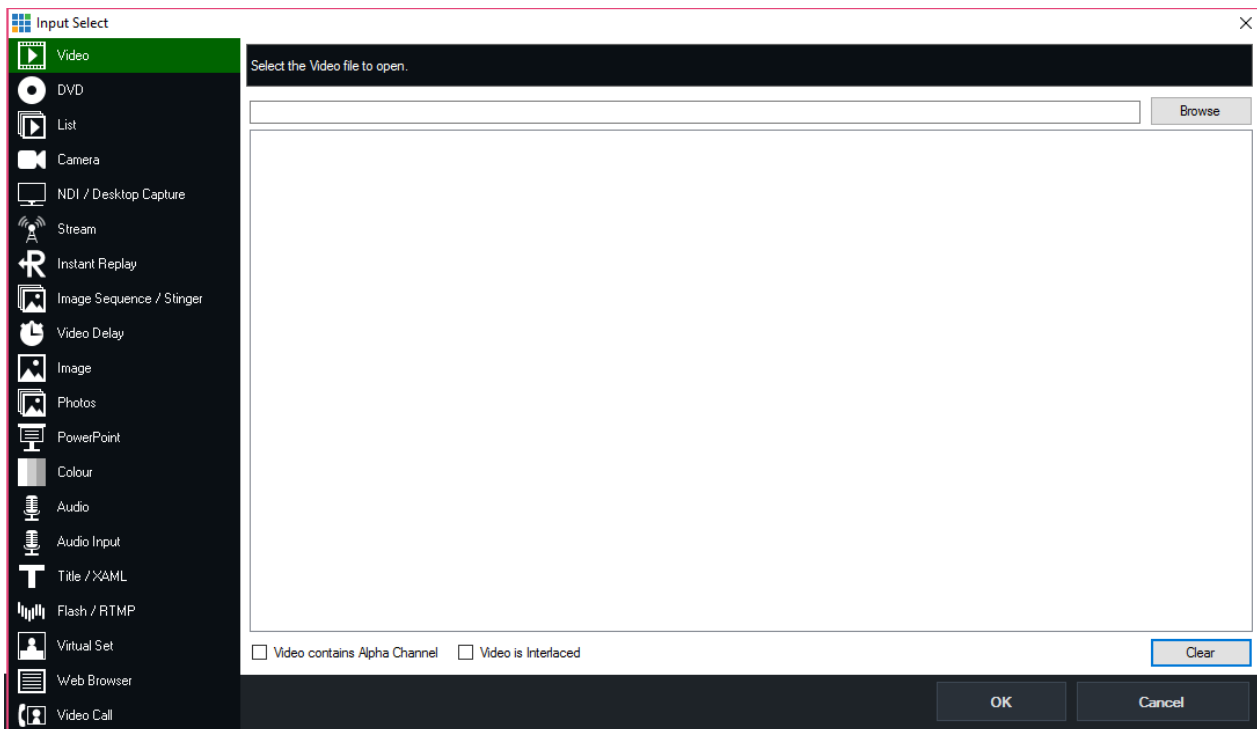 Input Select
Video
DVD
List
Camera
NDI / Desktop Capture
Stream
Instant Replay
Image Sequence / Stinger
Video Delay
Image
Photos
PowerPoint
Colour
Audio
Audio Input
Title / XAML
Flash / RTMP
Virtual Set
Web Browser
Video Call
Select the Video file to open.
Browse
Video contains Alpha Channel Video is Interlaced Clear
OK Cancel